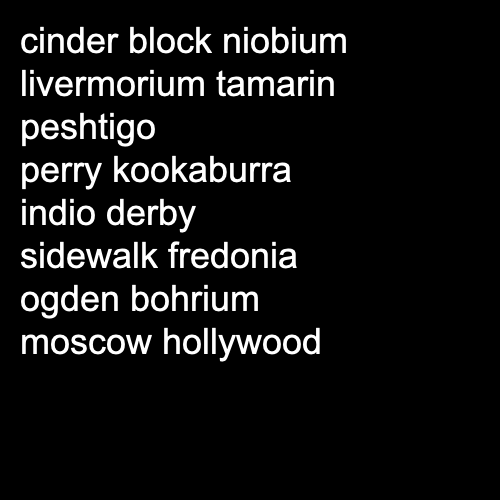 cinder block niobium
livermorium tamarin
peshtigo
perry kookaburra
indio derby
sidewalk fredonia
ogden bohrium
moscow hollywood